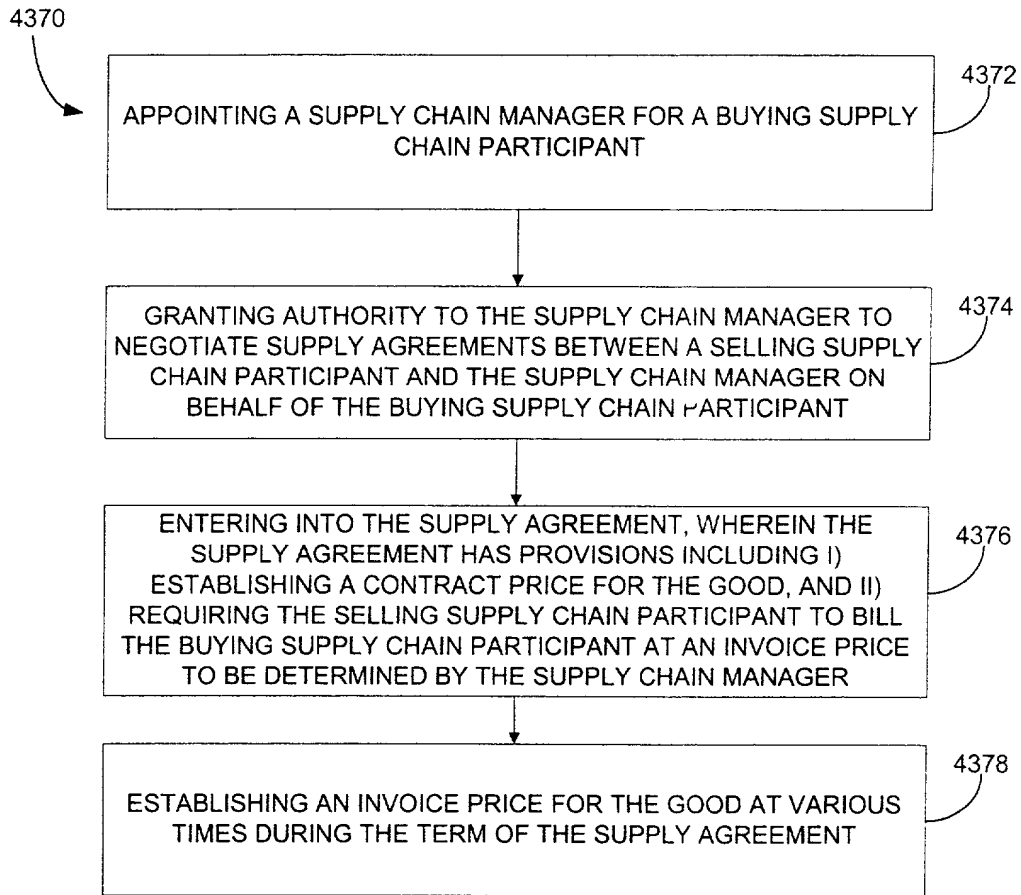 4370
4372
APPOINTING A SUPPLY CHAIN MANAGER FOR A BUYING SUPPLY
CHAIN PARTICIPANT
4374
GRANTING AUTHORITY TO THE SUPPLY CHAIN MANAGER TO
NEGOTIATE SUPPLY AGREEMENTS BETWEEN A SELLING SUPPLY
CHAIN PARTICIPANT AND THE SUPPLY CHAIN MANAGER ON
BEHALF OF THE BUYING SUPPLY CHAIN PARTICIPANT
4376
ENTERING INTO THE SUPPLY AGREEMENT, WHEREIN THE
SUPPLY AGREEMENT HAS PROVISIONS INCLUDING I)
ESTABLISHING A CONTRACT PRICE FOR THE GOOD, AND II)
REQUIRING THE SELLING SUPPLY CHAIN PARTICIPANT TO BILL
THE BUYING SUPPLY CHAIN PARTICIPANT AT AN INVOICE PRICE
TO BE DETERMINED BY THE SUPPLY CHAIN MANAGER
4378
ESTABLISHING AN INVOICE PRICE FOR THE GOOD AT VARIOUS
TIMES DURING THE TERM OF THE SUPPLY AGREEMENT